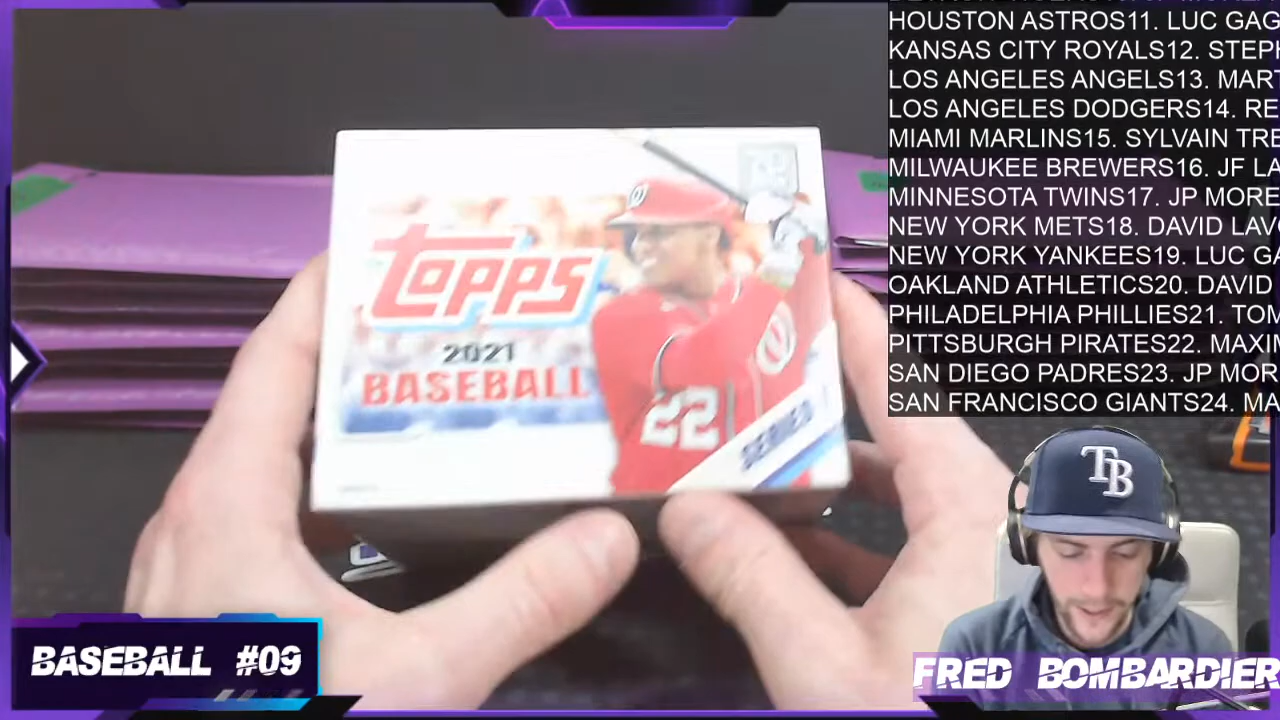 HOUSTON ASTROS11. LUC GAG
KANSAS CITY ROYALS12. STEPH
LOS ANGELES ANGELS13. MART
LOS ANGELES DODGERS14. RE
MIAMI MARLINS15. SYLVAIN TRE
MILWAUKEE BREWERS16. JF LA
MINNESOTA TWINS17. JP MORE
NEW YORK METS18. DAVID LAV
NEW YORK YANKEES19. LUC GA
OAKLAND ATHLETICS20. DAVID
PHILADELPHIA PHILLIES21. TOM
PITTSBURGH PIRATES22. MAXIM
SAN DIEGO PADRES23. JP MOR
SAN FRANCISCO GIANTS24. MA
70
topps
2021
BASEBALL
22
SERIES
TB
BASEBALL #09
FRED BOMBARDIER